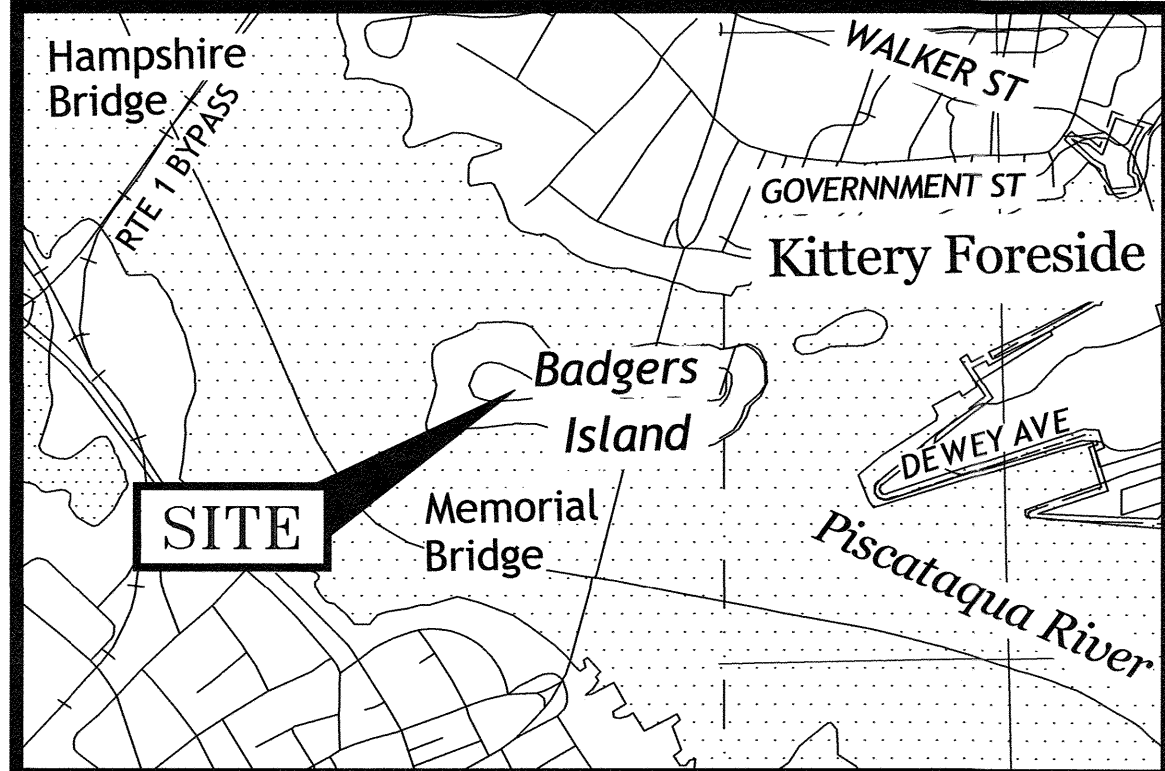 Hampshire
Bridge
RTE 1 BYPASS
WALKER ST
GOVERNNMENT ST
Kittery Foreside
Badgers
Island
DEWEY AVE
SITE
Memorial
Bridge
Piscataqua River